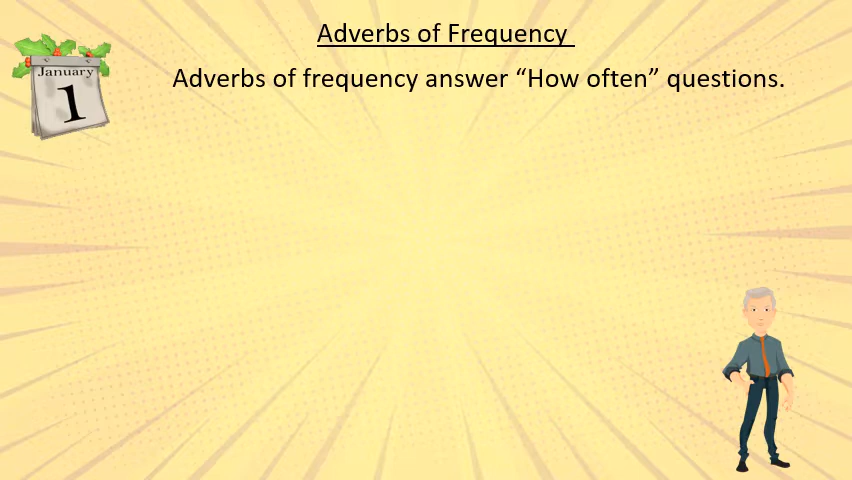 Adverbs of Frequency
Adverbs of frequency answer “How often” questions.
January
1